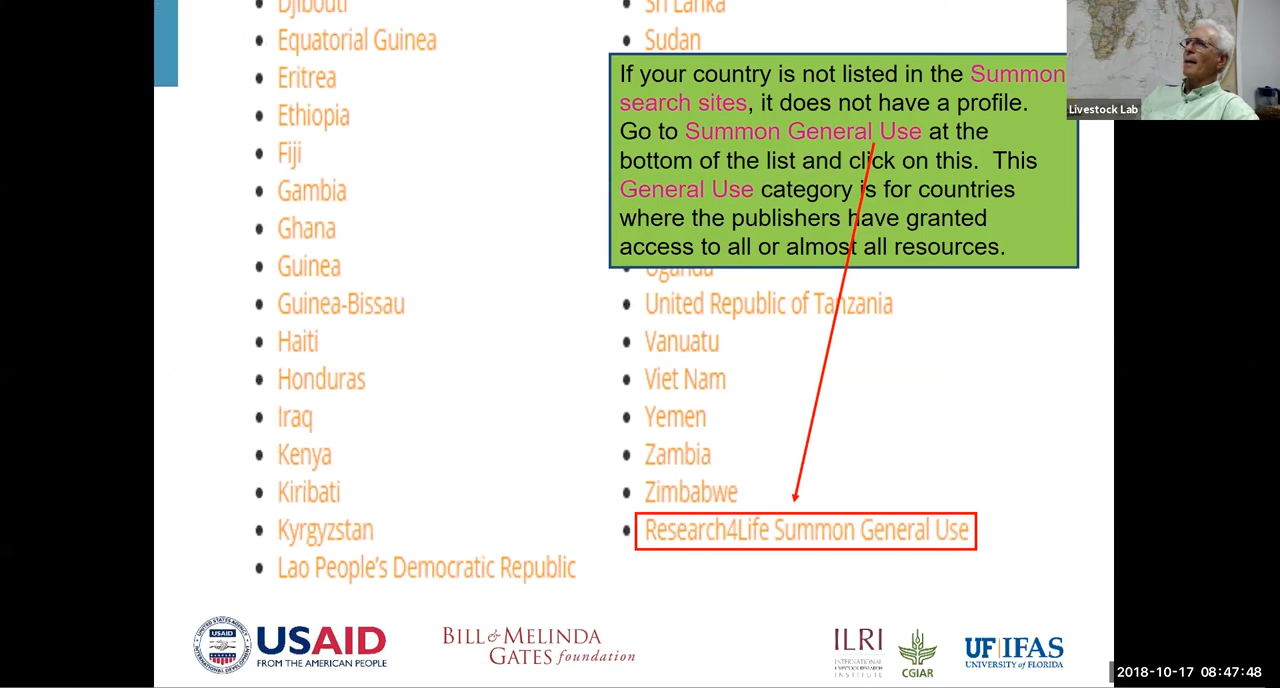 Djibouti
Equatorial Guinea
Eritrea
Ethiopia
Fiji
Gambia
Ghana
Guinea
Guinea-Bissau
Haiti
Honduras
Iraq
Kenya
Kiribati
Kyrgyzstan
Lao People's Democratic Republic
Sri Lanka
Sudan
If your country is not listed in the Summon
search sites, it does not have a profile.
Go to Summon General Use at the
bottom of the list and click on this. This
General Use category is for countries
where the publishers have granted
access to all or almost all resources.
Uganda
United Republic of Tanzania
Vanuatu
Viet Nam
Yemen
Zambia
Zimbabwe
Research4Life Summon General Use
Livestock Lab
USAID
USAID
FROM THE AMERICAN PEOPLE
BILL & MELINDA
GATES foundation
ILRI
INTERNATIONAL
LIVESTOCK RESEARCH
INSTITUTE
CGIAR
UF IFAS
UNIVERSITY of FLORIDA
2018-10-17 08:47:48